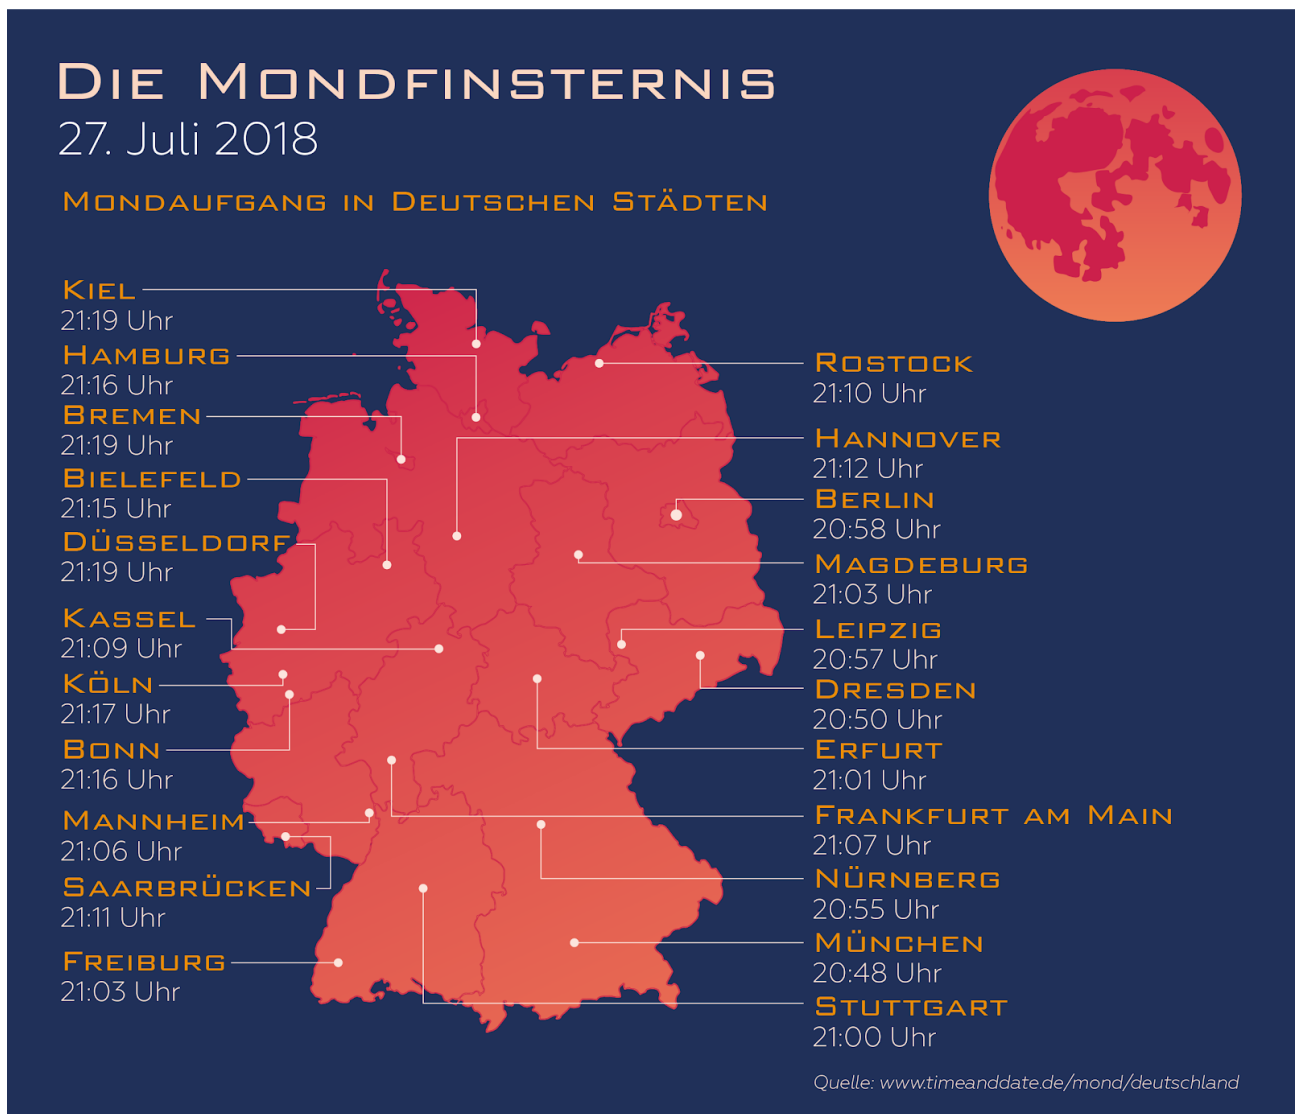 Die Mondfinsternis
27. Juli 2018
Mondaufgang in Deutschen Städten
Kiel
21:19 Uhr
Hamburg
21:16 Uhr
Bremen
21:19 Uhr
Bielefeld
21:15 Uhr
Düsseldorf
21:19 Uhr
Kassel
21:09 Uhr
Köln
21:17 Uhr
Bonn
21:16 Uhr
Mannheim
21:06 Uhr
Saarbrücken
21:11 Uhr
Freiburg
21:03 Uhr
Rostock
21:10 Uhr
Hannover
21:12 Uhr
Berlin
20:58 Uhr
Magdeburg
21:03 Uhr
Leipzig
20:57 Uhr
Dresden
20:50 Uhr
Erfurt
21:01 Uhr
Frankfurt am Main
21:07 Uhr
Nürnberg
20:55 Uhr
München
20:48 Uhr
Stuttgart
21:00 Uhr
Quelle: www.timeanddate.de/mond/deutschland